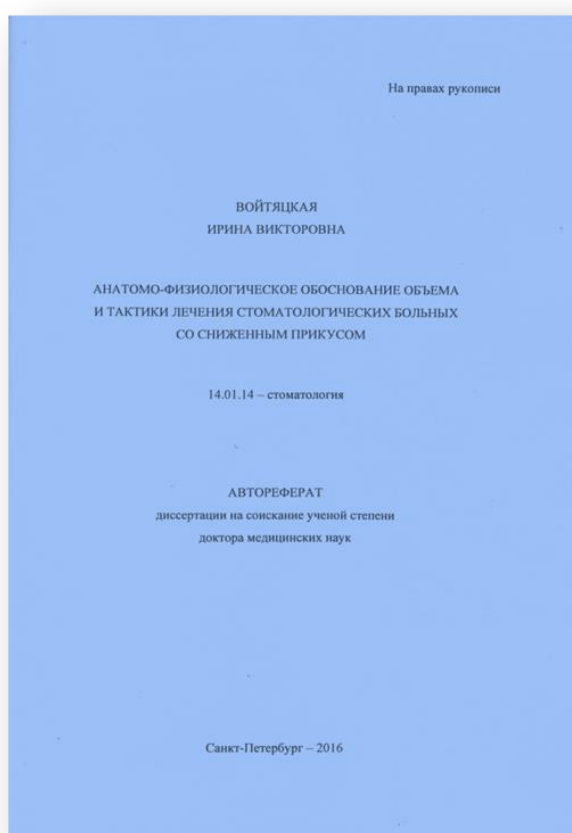 На правах рукописи
ВОЙТЯЦКАЯ
ИРИНА ВИКТОРОВНА
АНАТОМО-ФИЗИОЛОГИЧЕСКОЕ ОБОСНОВАНИЕ ОБЪЕМА
И ТАКТИКИ ЛЕЧЕНИЯ СТОМАТОЛОГИЧЕСКИХ БОЛЬНЫХ
СО СНИЖЕННЫМ ПРИКУСОМ
14.01.14 – стоматология
АВТОРЕФЕРАТ
диссертации на соискание ученой степени
доктора медицинских наук
Санкт-Петербург – 2016